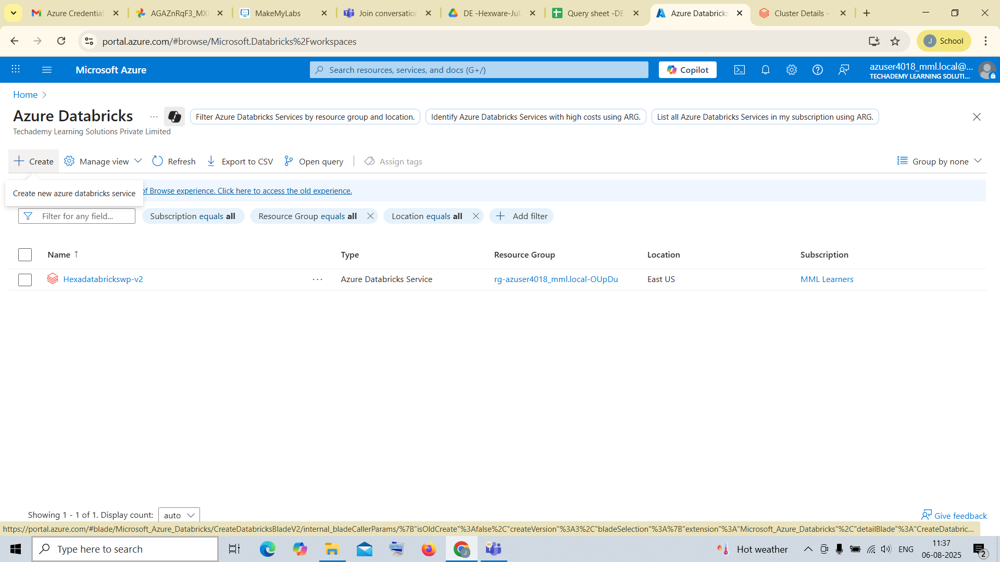 Azure Credential
AGAZnRqF3_MX
MakeMyLabs
Join conversation
DE -Hexware-Jul
Query sheet -DE
Azure Databricks
Cluster Details -
portal.azure.com/#browse/Microsoft.Databricks%2Fworkspaces
J School
Microsoft Azure
Search resources, services, and docs (G+/)
Copilot
azuser4018_mml.local@...
TECHADEMY LEARNING SOLUTI...
Home
Azure Databricks
Filter Azure Databricks Services by resource group and location.
Identify Azure Databricks Services with high costs using ARG.
List all Azure Databricks Services in my subscription using ARG.
Techademy Learning Solutions Private Limited
Create
Manage view
Refresh
Export to CSV
Open query
Assign tags
Group by none
Create new azure databricks service
of Browse experience. Click here to access the old experience.
Filter for any field...
Subscription equals all
Resource Group equals all
Location equals all
Add filter
Name ↑ Type Resource Group Location Subscription
Hexadatabrickswp-v2 ... Azure Databricks Service rg-azuser4018_mml.local-OUpDu East US MML Learners
Showing 1 - 1 of 1. Display count: auto
Give feedback
https://portal.azure.com/#blade/Microsoft_Azure_Databricks/CreateDatabricksBladeV2/internal_bladeCallerParams/%7B"isOldCreate"%3Afalse%2C"createVersion"%3A3%2C"bladeSelection"%3A%7B"extension"%3A"Microsoft_Azure_Databricks"%2C"detailBlade"%3A"CreateDatabric...
Type here to search
Hot weather
ENG
11:37
06-08-2025
2